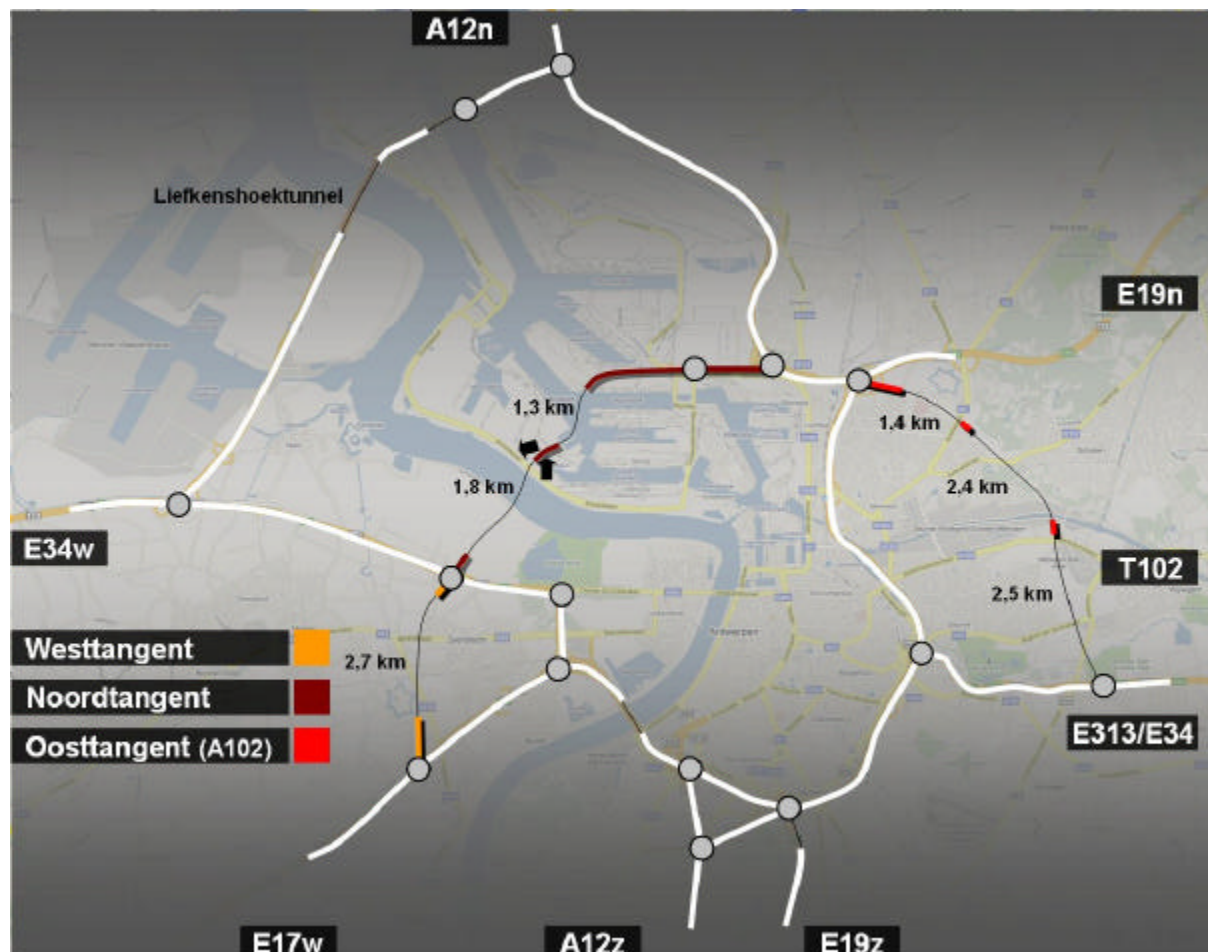 A12n
Liefkenshoektunnel
E19n
1,3 km
1,4 km
1,8 km
2,4 km
E34w
T102
2,5 km
Westtangent
2,7 km
Noordtangent
Oosttangent (A102)
E313/E34
Antwerpen
E17w
A12z
E19z